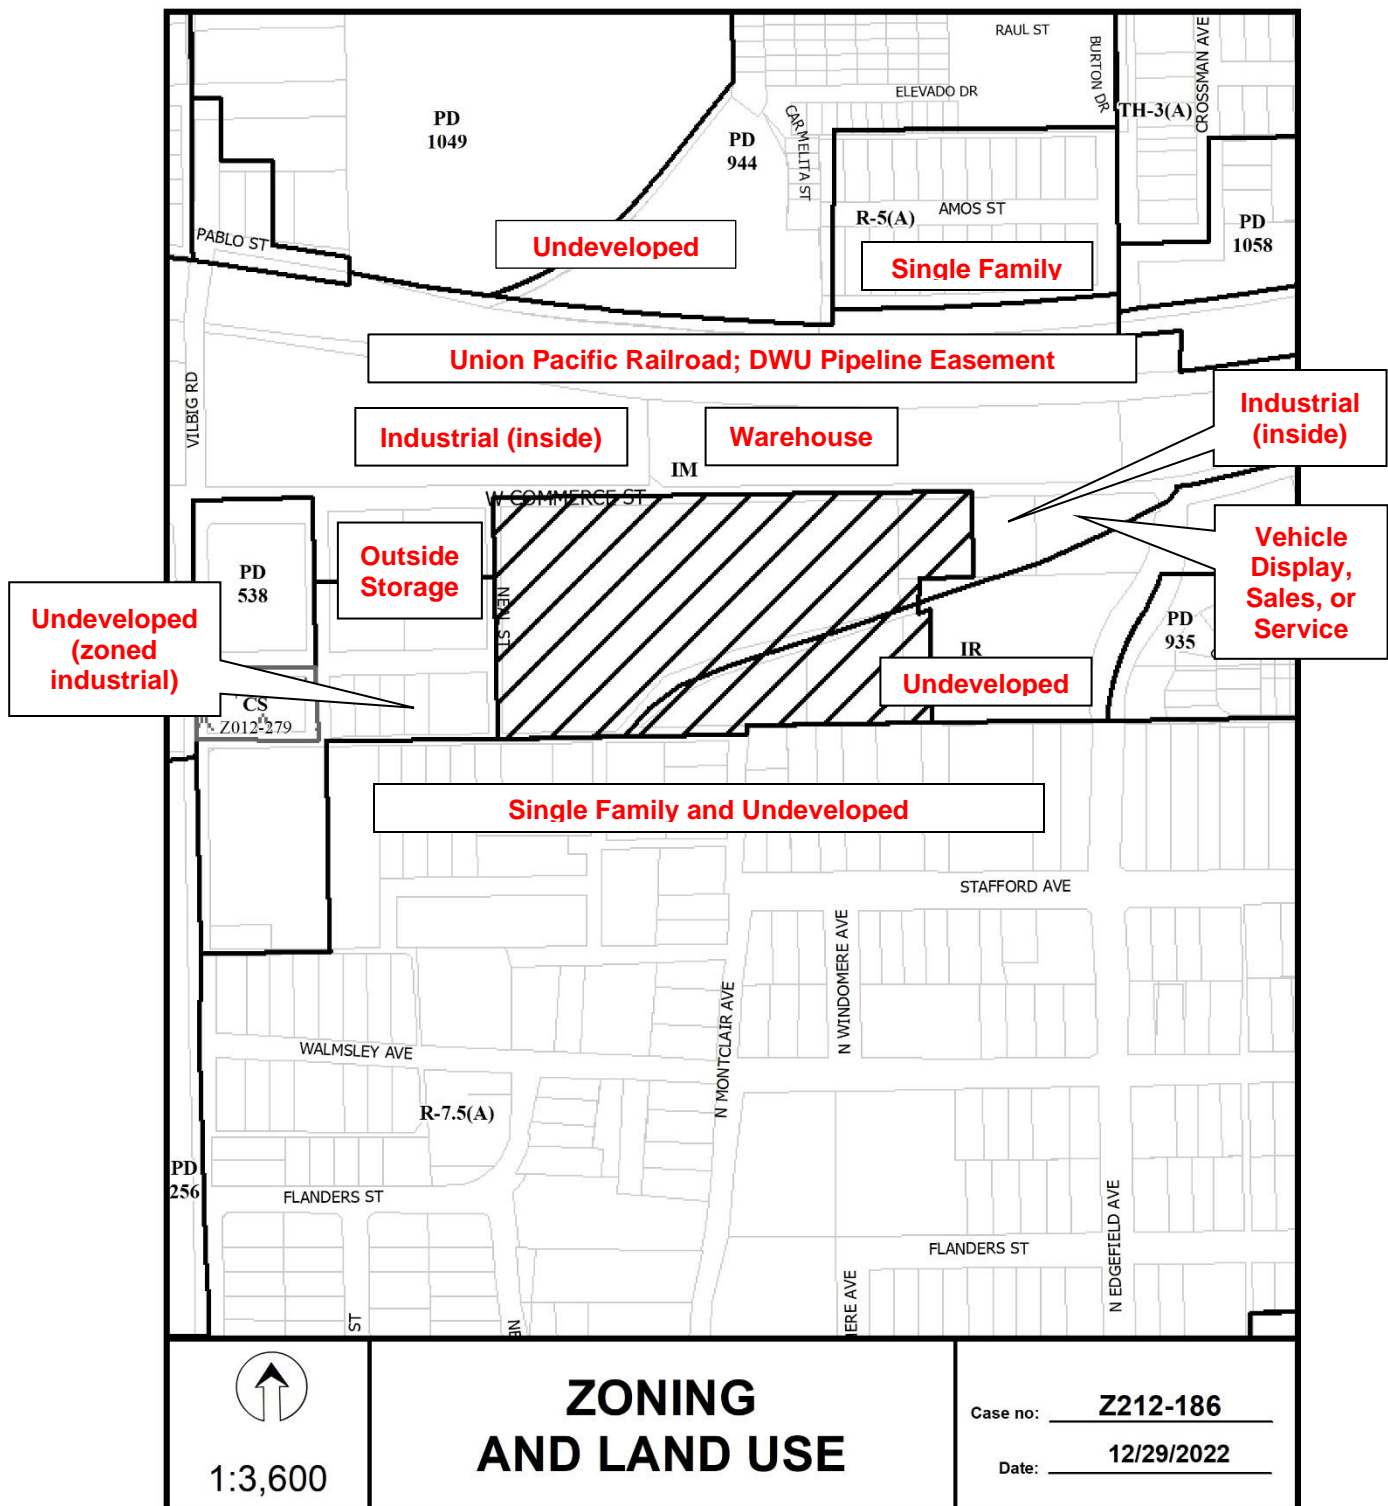 RAUL ST
BURTON DR
CROSSMAN AVE
ELEVADO DR
TH-3(A)
CARMELITA ST
PD
1049
PD
944
AMOS ST
R-5(A)
PD
1058
PABLO ST
Undeveloped
Single Family
Union Pacific Railroad; DWU Pipeline Easement
VILBIG RD
Industrial (inside)
Warehouse
Industrial
(inside)
IM
W COMMERCE ST
Outside
Storage
PD
538
NEAL ST
Vehicle
Display,
Sales, or
Service
Undeveloped
(zoned
industrial)
PD
935
IR
Undeveloped
CS
Z012-279
Single Family and Undeveloped
STAFFORD AVE
N WINDOMERE AVE
N MONTCLAIR AVE
WALMSLEY AVE
R-7.5(A)
PD
256
FLANDERS ST
N EDGEFIELD AVE
FLANDERS ST
ST
NE
ERE AVE
1:3,600
ZONING
AND LAND USE
Case no: Z212-186
Date: 12/29/2022